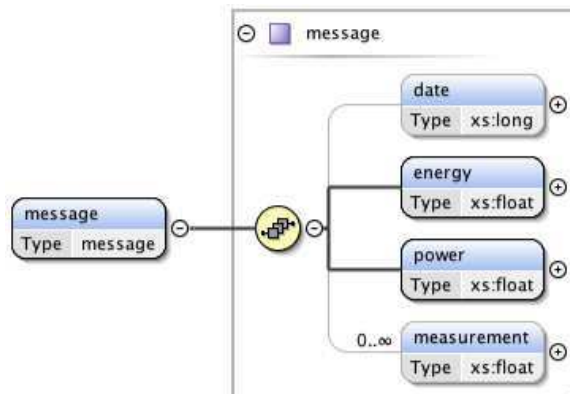 message
date
Type xs:long
energy
Type xs:float
message
Type message
power
Type xs:float
0..∞
measurement
Type xs:float